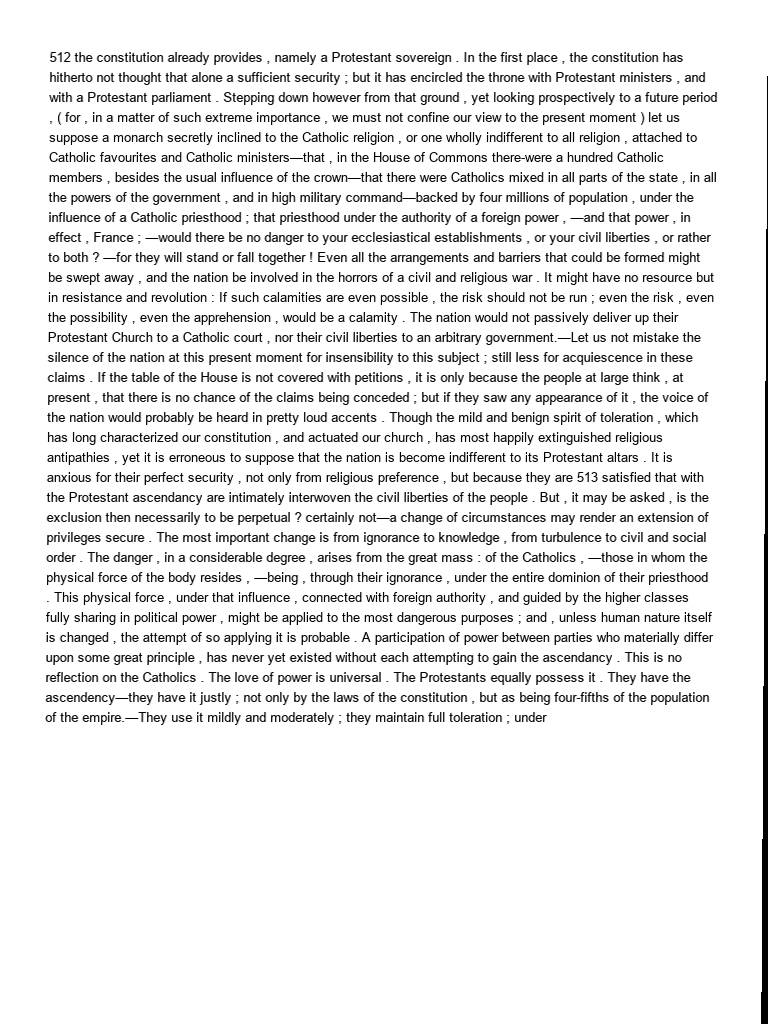 512 the constitution already provides , namely a Protestant sovereign . In the first place , the constitution has
hitherto not thought that alone a sufficient security ; but it has encircled the throne with Protestant ministers , and
with a Protestant parliament . Stepping down however from that ground , yet looking prospectively to a future period
, ( for , in a matter of such extreme importance , we must not confine our view to the present moment ) let us
suppose a monarch secretly inclined to the Catholic religion , or one wholly indifferent to all religion , attached to
Catholic favourites and Catholic ministers—that , in the House of Commons there-were a hundred Catholic
members , besides the usual influence of the crown—that there were Catholics mixed in all parts of the state , in all
the powers of the government , and in high military command—backed by four millions of population , under the
influence of a Catholic priesthood ; that priesthood under the authority of a foreign power , —and that power , in
effect , France ; —would there be no danger to your ecclesiastical establishments , or your civil liberties , or rather
to both ? —for they will stand or fall together ! Even all the arrangements and barriers that could be formed might
be swept away , and the nation be involved in the horrors of a civil and religious war . It might have no resource but
in resistance and revolution : If such calamities are even possible , the risk should not be run ; even the risk , even
the possibility , even the apprehension , would be a calamity . The nation would not passively deliver up their
Protestant Church to a Catholic court , nor their civil liberties to an arbitrary government.—Let us not mistake the
silence of the nation at this present moment for insensibility to this subject ; still less for acquiescence in these
claims . If the table of the House is not covered with petitions , it is only because the people at large think , at
present , that there is no chance of the claims being conceded ; but if they saw any appearance of it , the voice of
the nation would probably be heard in pretty loud accents . Though the mild and benign spirit of toleration , which
has long characterized our constitution , and actuated our church , has most happily extinguished religious
antipathies , yet it is erroneous to suppose that the nation is become indifferent to its Protestant altars . It is
anxious for their perfect security , not only from religious preference , but because they are 513 satisfied that with
the Protestant ascendancy are intimately interwoven the civil liberties of the people . But , it may be asked , is the
exclusion then necessarily to be perpetual ? certainly not—a change of circumstances may render an extension of
privileges secure . The most important change is from ignorance to knowledge , from turbulence to civil and social
order . The danger , in a considerable degree , arises from the great mass : of the Catholics , —those in whom the
physical force of the body resides , —being , through their ignorance , under the entire dominion of their priesthood
. This physical force , under that influence , connected with foreign authority , and guided by the higher classes
fully sharing in political power , might be applied to the most dangerous purposes ; and , unless human nature itself
is changed , the attempt of so applying it is probable . A participation of power between parties who materially differ
upon some great principle , has never yet existed without each attempting to gain the ascendancy . This is no
reflection on the Catholics . The love of power is universal . The Protestants equally possess it . They have the
ascendency—they have it justly ; not only by the laws of the constitution , but as being four-fifths of the population
of the empire.—They use it mildly and moderately ; they maintain full toleration ; under